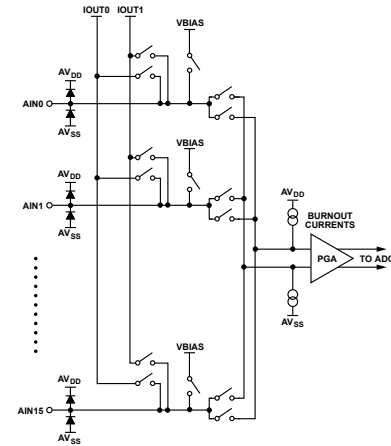 IOUT0 IOUT1
VBIAS
AVDD
AIN0
AVSS
VBIAS
AVDD
AIN1
AVSS
AVDD
BURNOUT
CURRENTS
PGA
TO ADC
AVSS
VBIAS
AVDD
AIN15
AVSS